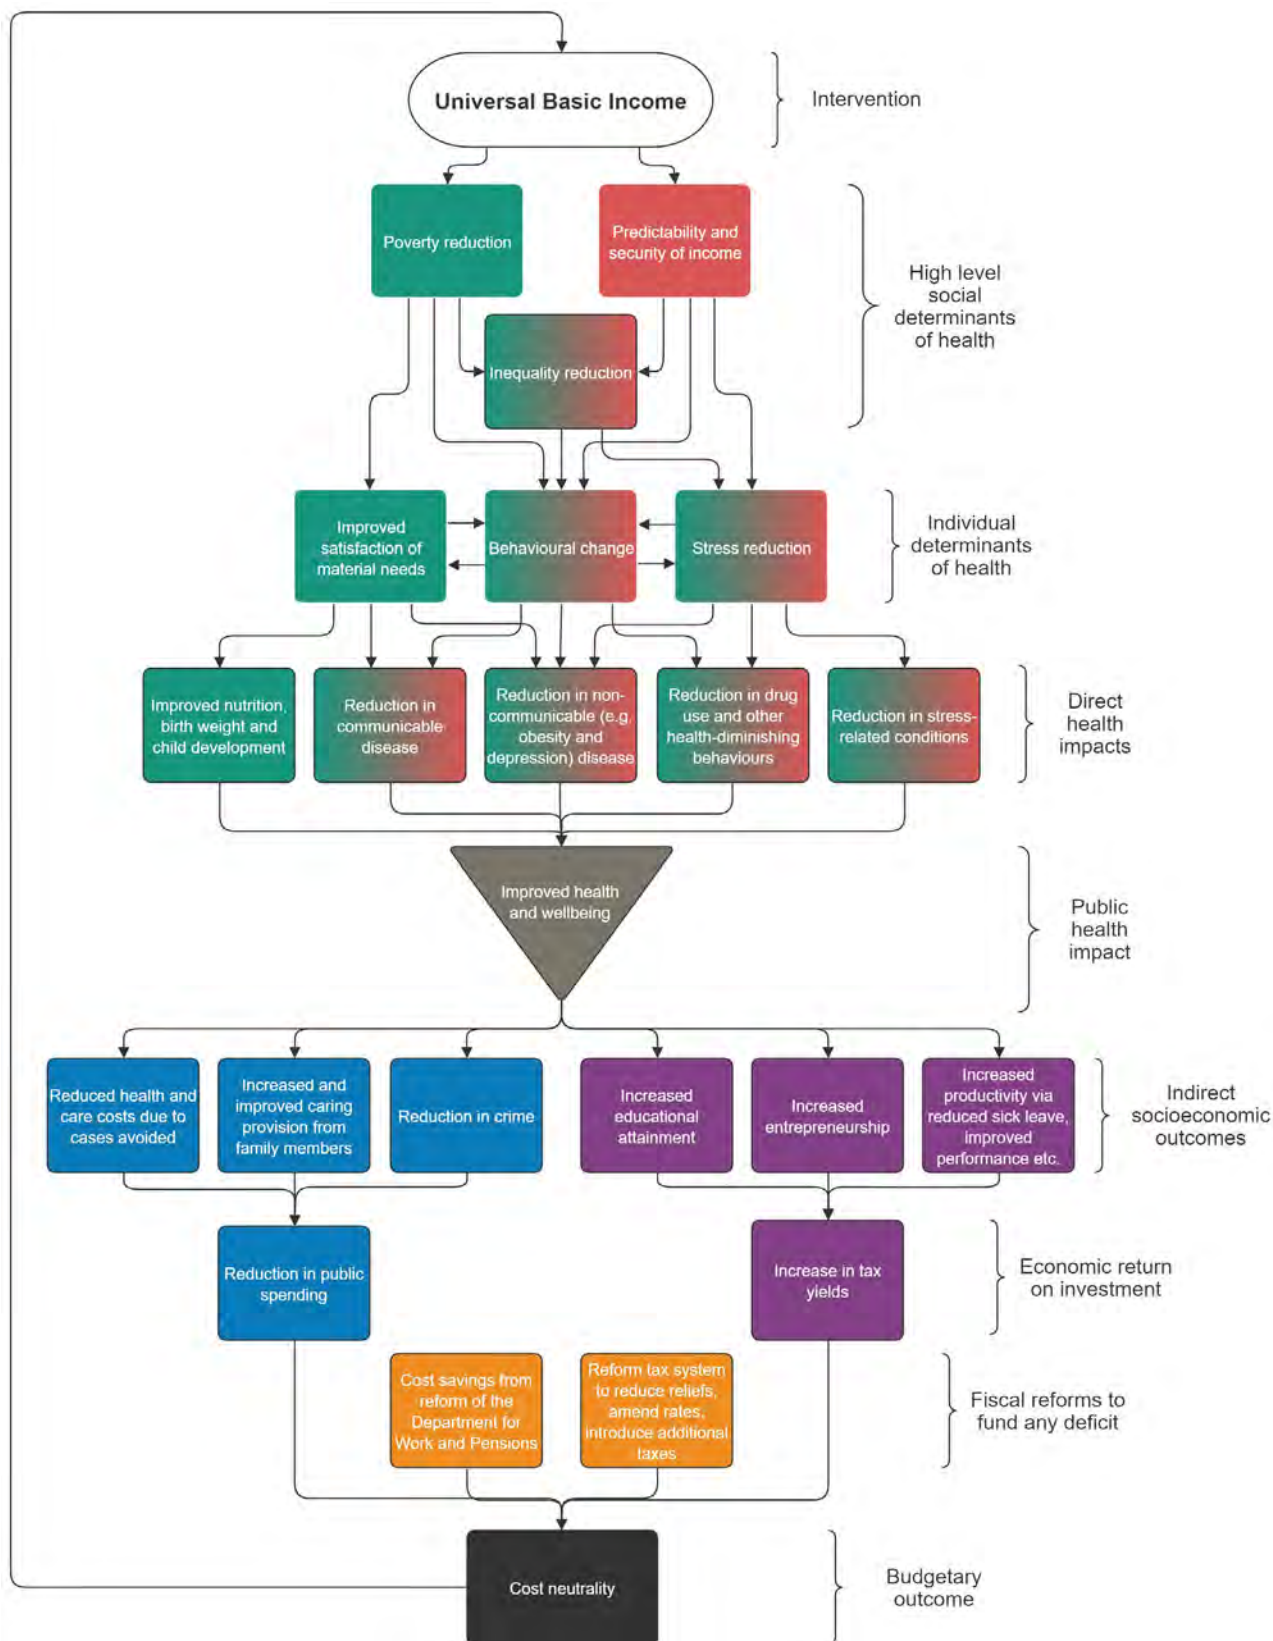 Universal Basic Income
Intervention
Poverty reduction
Predictability and
security of income
High level
social
determinants
of health
Inequality reduction
Improved
satisfaction of
material needs
Behavioural change
Stress reduction
Individual
determinants
of health
Improved nutrition,
birth weight and
child development
Reduction in
communicable
disease
Reduction in non-
communicable (e.g.
obesity and
depression) disease
Reduction in drug
use and other
health-diminishing
behaviours
Reduction in stress-
related conditions
Direct
health
impacts
Improved health
and wellbeing
Public
health
impact
Reduced health and
care costs due to
cases avoided
Increased and
improved caring
provision from
family members
Reduction in crime
Increased
educational
attainment
Increased
entrepreneurship
Increased
productivity via
reduced sick leave,
improved
performance etc.
Indirect
socioeconomic
outcomes
Reduction in public
spending
Increase in tax
yields
Economic return
on investment
Cost savings from
reform of the
Department for
Work and Pensions
Reform tax system
to reduce reliefs,
amend rates,
introduce additional
taxes
Fiscal reforms to
fund any deficit
Cost neutrality
Budgetary
outcome